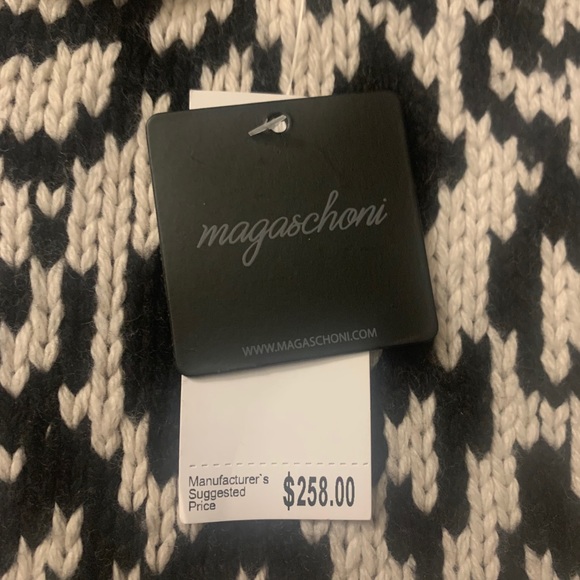 magaschoni
WWW.MAGASCHONI.COM
Manufacturer`s
Suggested
Price
$258.00